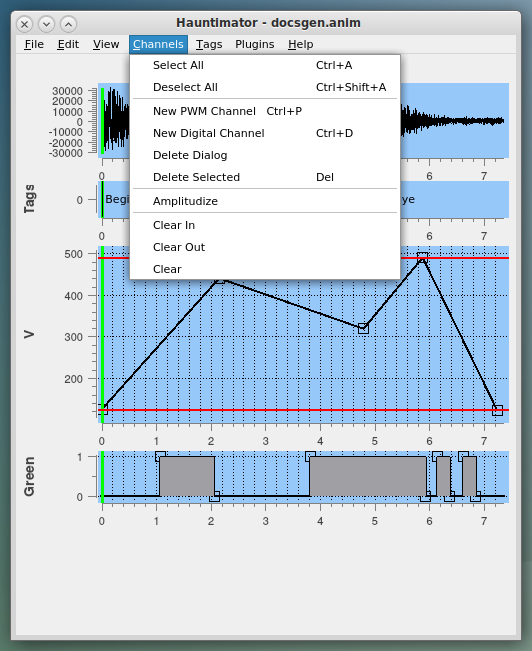 Hauntimator - docsgen.anim
File Edit View Channels Tags Plugins Help
Select All Ctrl+A
Deselect All Ctrl+Shift+A
New PWM Channel Ctrl+P
New Digital Channel Ctrl+D
Delete Dialog
Delete Selected Del
Amplitudize
Clear In
Clear Out
Clear
30000
20000
10000
0
-10000
-20000
-30000
0 6 7
Tags
0
Begi
ye
0 6 7
V
500
400
300
200
0 1 2 3 4 5 6 7
Green
1
0
0 1 2 3 4 5 6 7